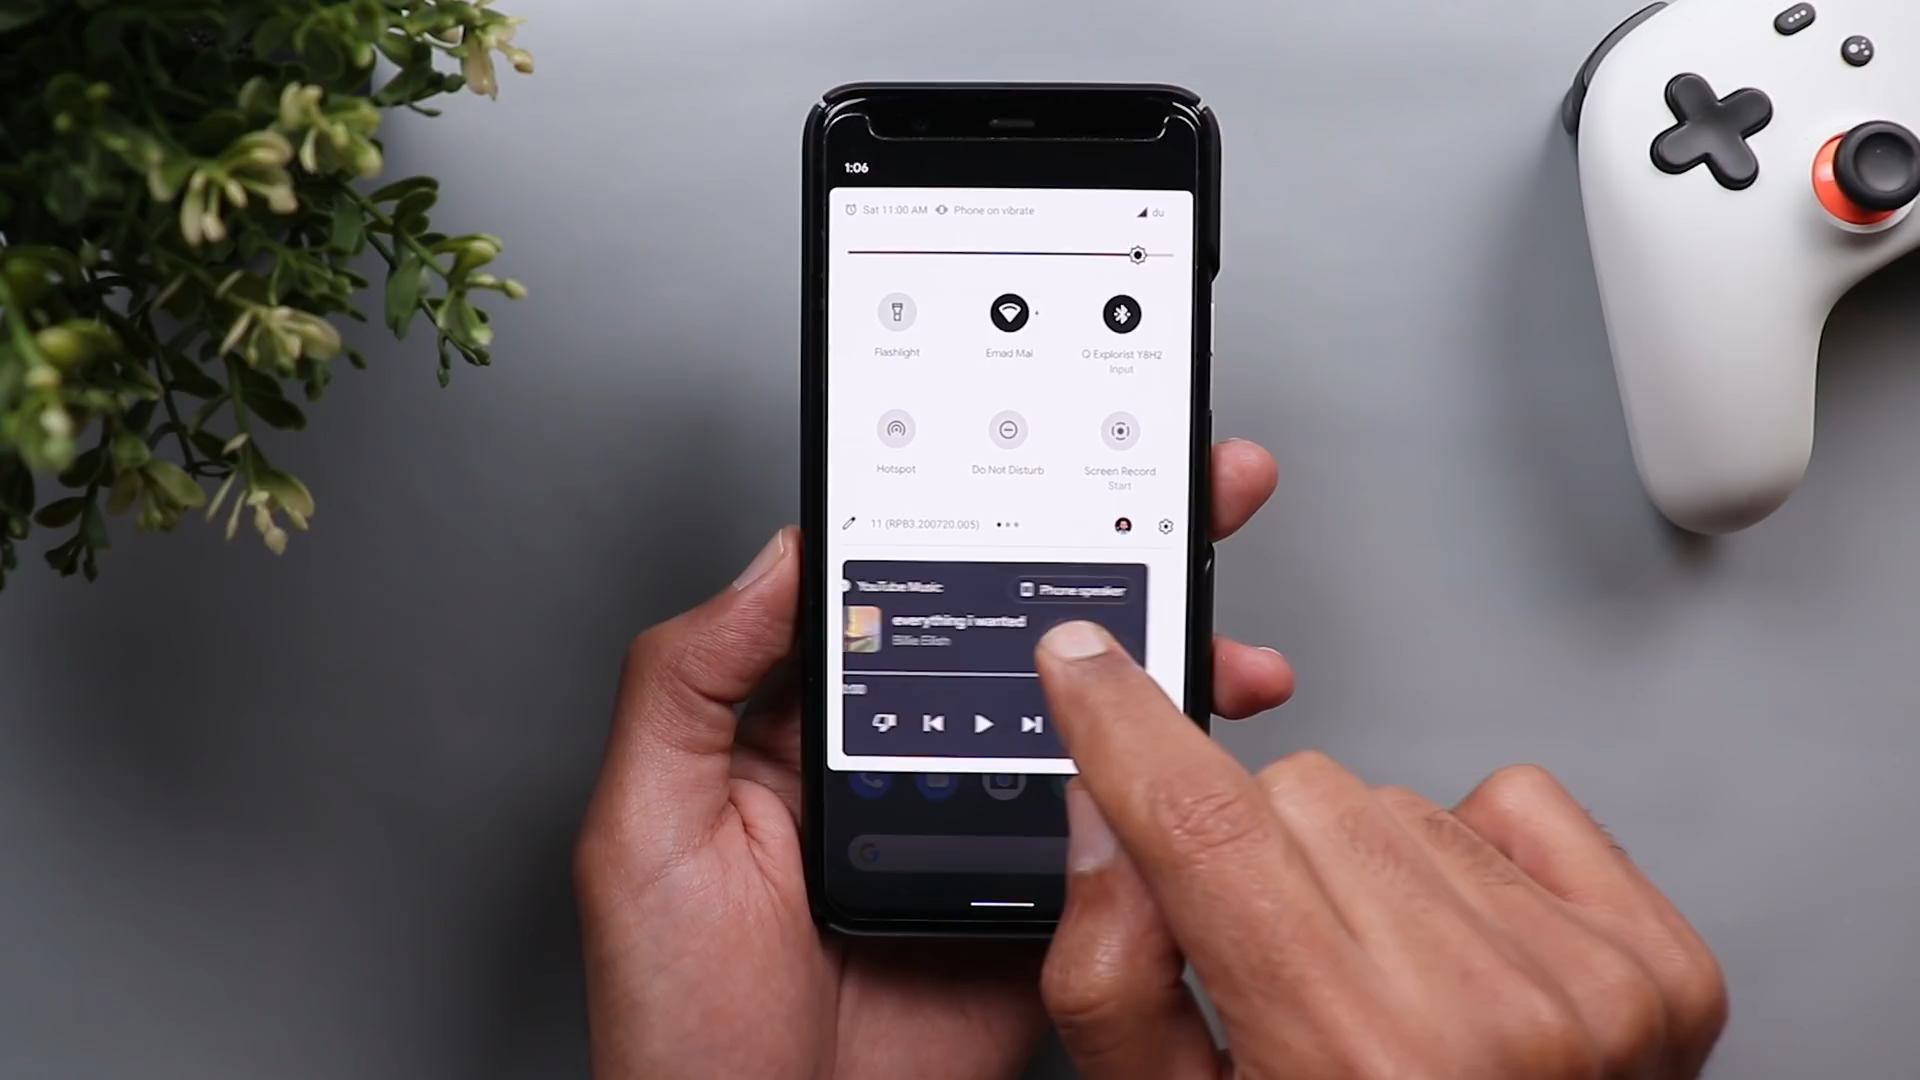 1:06
Sat 11:00 AM Phone on vibrate du
Flashlight
Emad Mal
Q Explorist Y8H2
Input
Hotspot
Do Not Disturb
Screen Record
Start
11 (RPB3.200720.005)
YouTube Music
Phone speaker
everything i wanted
Billie Eilish
G